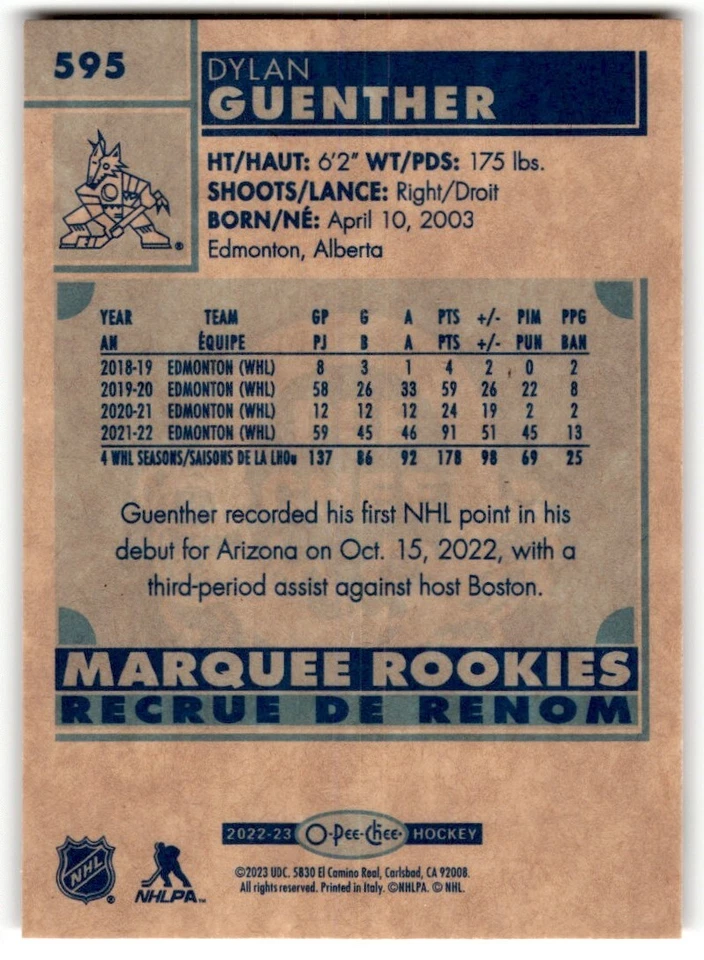 595
DYLAN
GUENTHER
HT/HAUT: 6'2" WT/PDS: 175 lbs.
SHOOTS/LANCE: Right/Droit
BORN/NÉ: April 10, 2003
Edmonton, Alberta
YEAR TEAM GP G A PTS +/- PIM PPG
AN ÉQUIPE PJ B A PTS +/- PUN BAN
2018-19 EDMONTON (WHL) 8 3 1 4 2 0 2
2019-20 EDMONTON (WHL) 58 26 33 59 26 22 8
2020-21 EDMONTON (WHL) 12 12 12 24 19 2 2
2021-22 EDMONTON (WHL) 59 45 46 91 51 45 13
4 WHL SEASONS/SAISONS DE LA LHOu 137 86 92 178 98 69 25
Guenther recorded his first NHL point in his
debut for Arizona on Oct. 15, 2022, with a
third-period assist against host Boston.
MARQUEE ROOKIES
RECRUE DE RENOM
2022-23 O-Pee-Chee HOCKEY
NHL ® NHLPA™
©2023 UDC. 5830 El Camino Real, Carlsbad, CA 92008.
All rights reserved. Printed in Italy. ©NHLPA. © NHL.